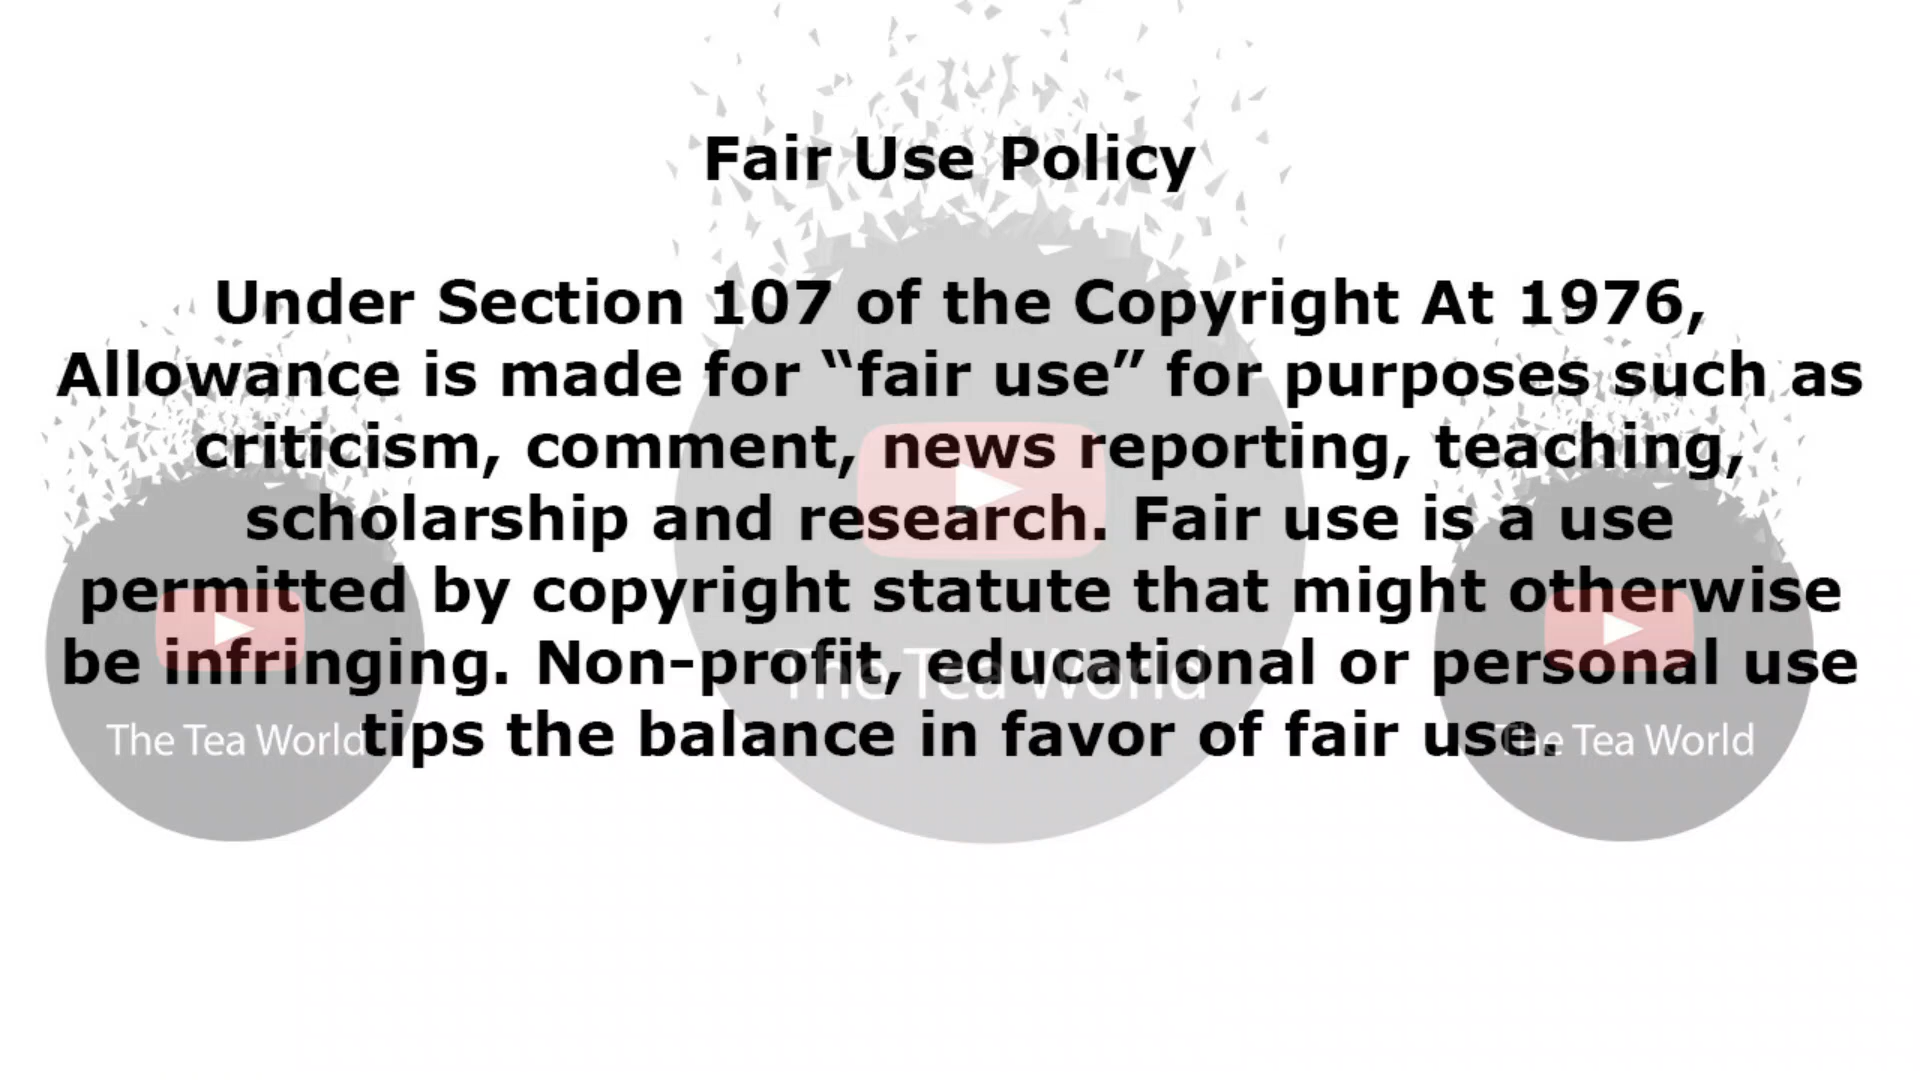 Fair Use Policy
Under Section 107 of the Copyright At 1976,
Allowance is made for “fair use” for purposes such as
criticism, comment, news reporting, teaching,
scholarship and research. Fair use is a use
permitted by copyright statute that might otherwise
be infringing. Non-profit, educational or personal use
tips the balance in favor of fair use.
The Tea World
The Tea World
The Tea World